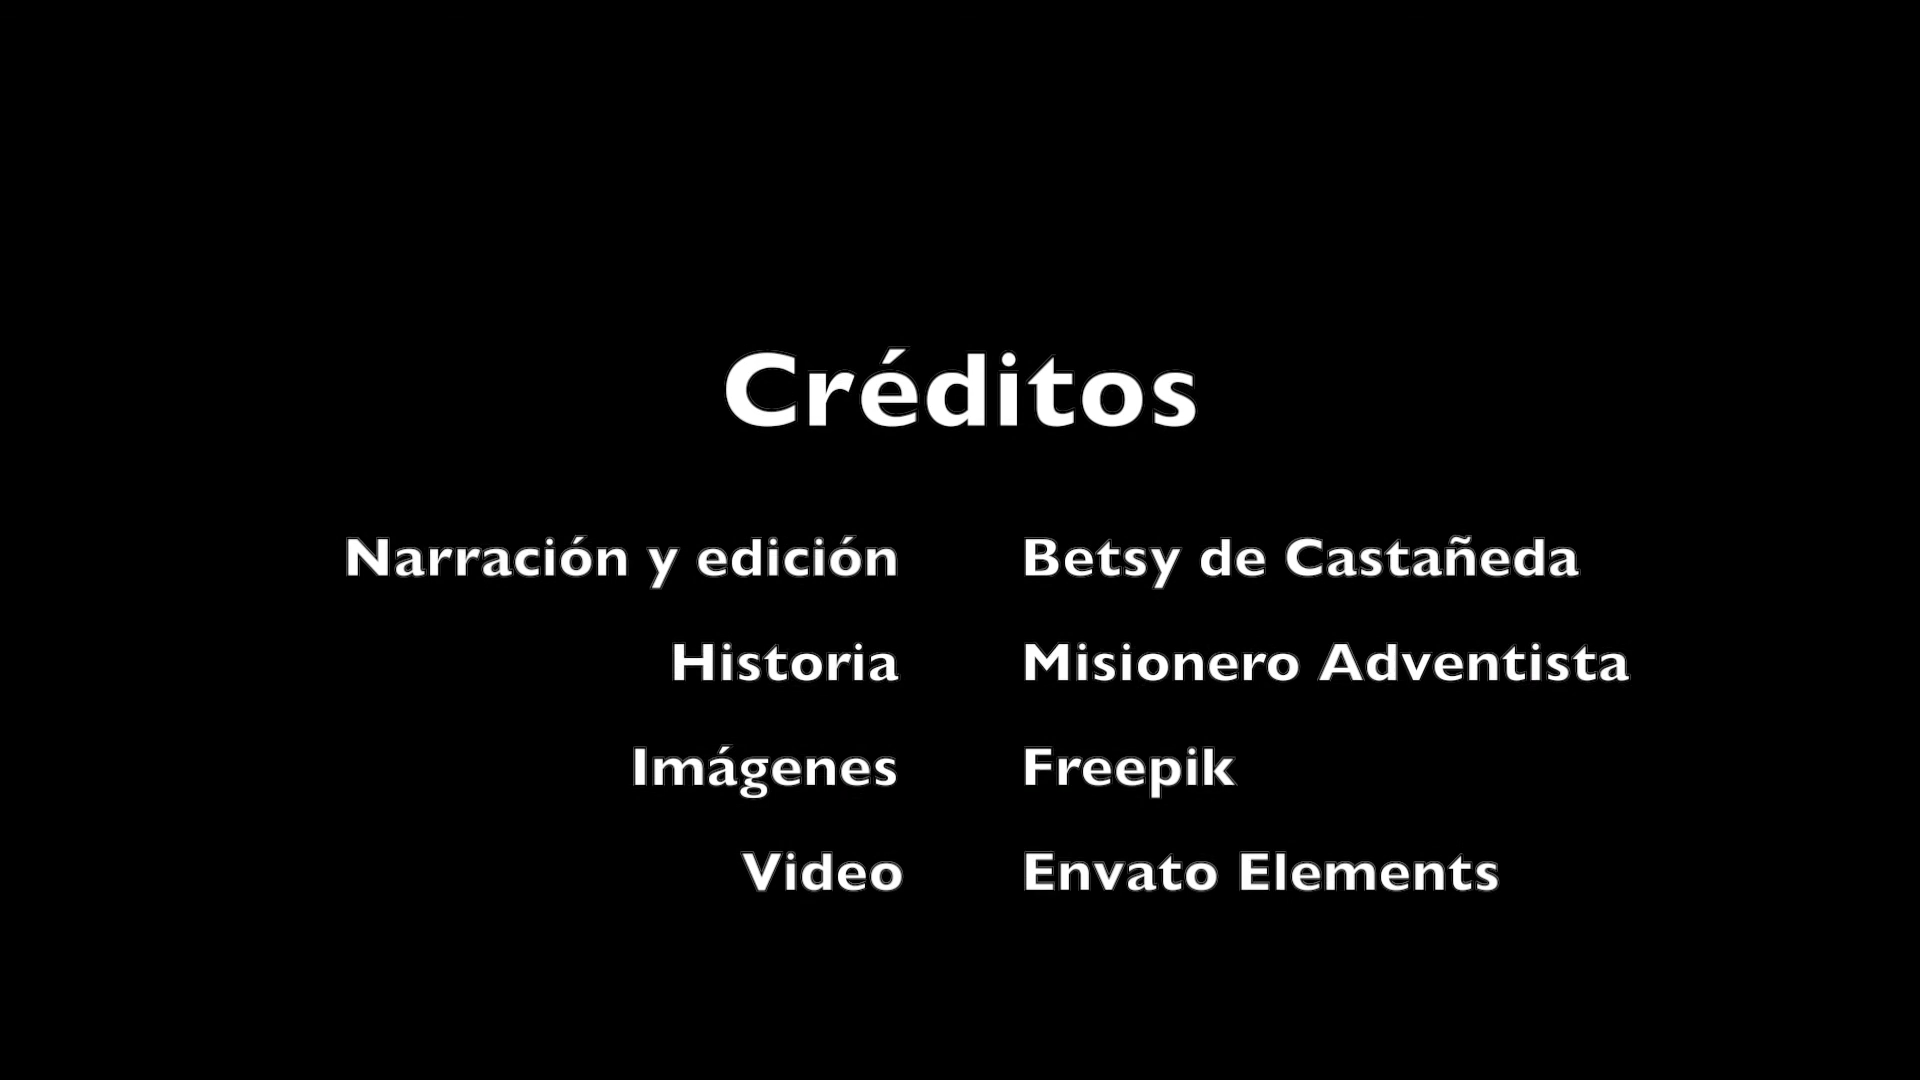 Créditos
Narración y edición Betsy de Castañeda
Historia Misionero Adventista
Imágenes Freepik
Video Envato Elements